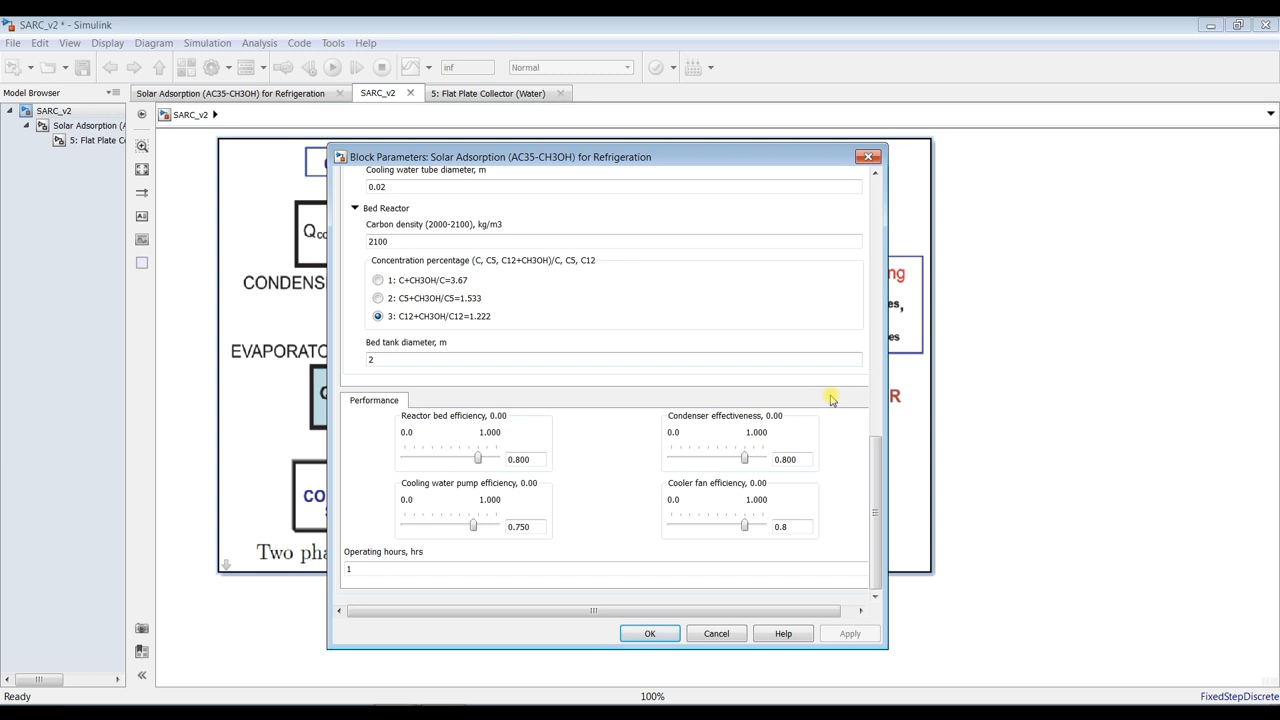 SARC_v2 * - Simulink
File Edit View Display Diagram Simulation Analysis Code Tools Help
inf Normal
Model Browser
Solar Adsorption (AC35-CH3OH) for Refrigeration SARC_v2 5: Flat Plate Collector (Water)
SARC_v2
Solar Adsorption (A
5: Flat Plate C
SARC_v2
Block Parameters: Solar Adsorption (AC35-CH3OH) for Refrigeration
Cooling water tube diameter, m
0.02
Bed Reactor
Carbon density (2000-2100), kg/m3
2100
Concentration percentage (C, C5, C12+CH3OH)/C, C5, C12
1: C+CH3OH/C=3.67
2: C5+CH3OH/C5=1.533
3: C12+CH3OH/C12=1.222
Bed tank diameter, m
2
Performance
Reactor bed efficiency, 0.00
0.0 1.000
0.800
Condenser effectiveness, 0.00
0.0 1.000
0.800
Cooling water pump efficiency, 0.00
0.0 1.000
0.750
Cooler fan efficiency, 0.00
0.0 1.000
0.8
Operating hours, hrs
1
OK Cancel Help Apply
CONDENS
EVAPORATO
CO
Two pha
ng
es,
es
R
Ready 100% FixedStepDiscrete